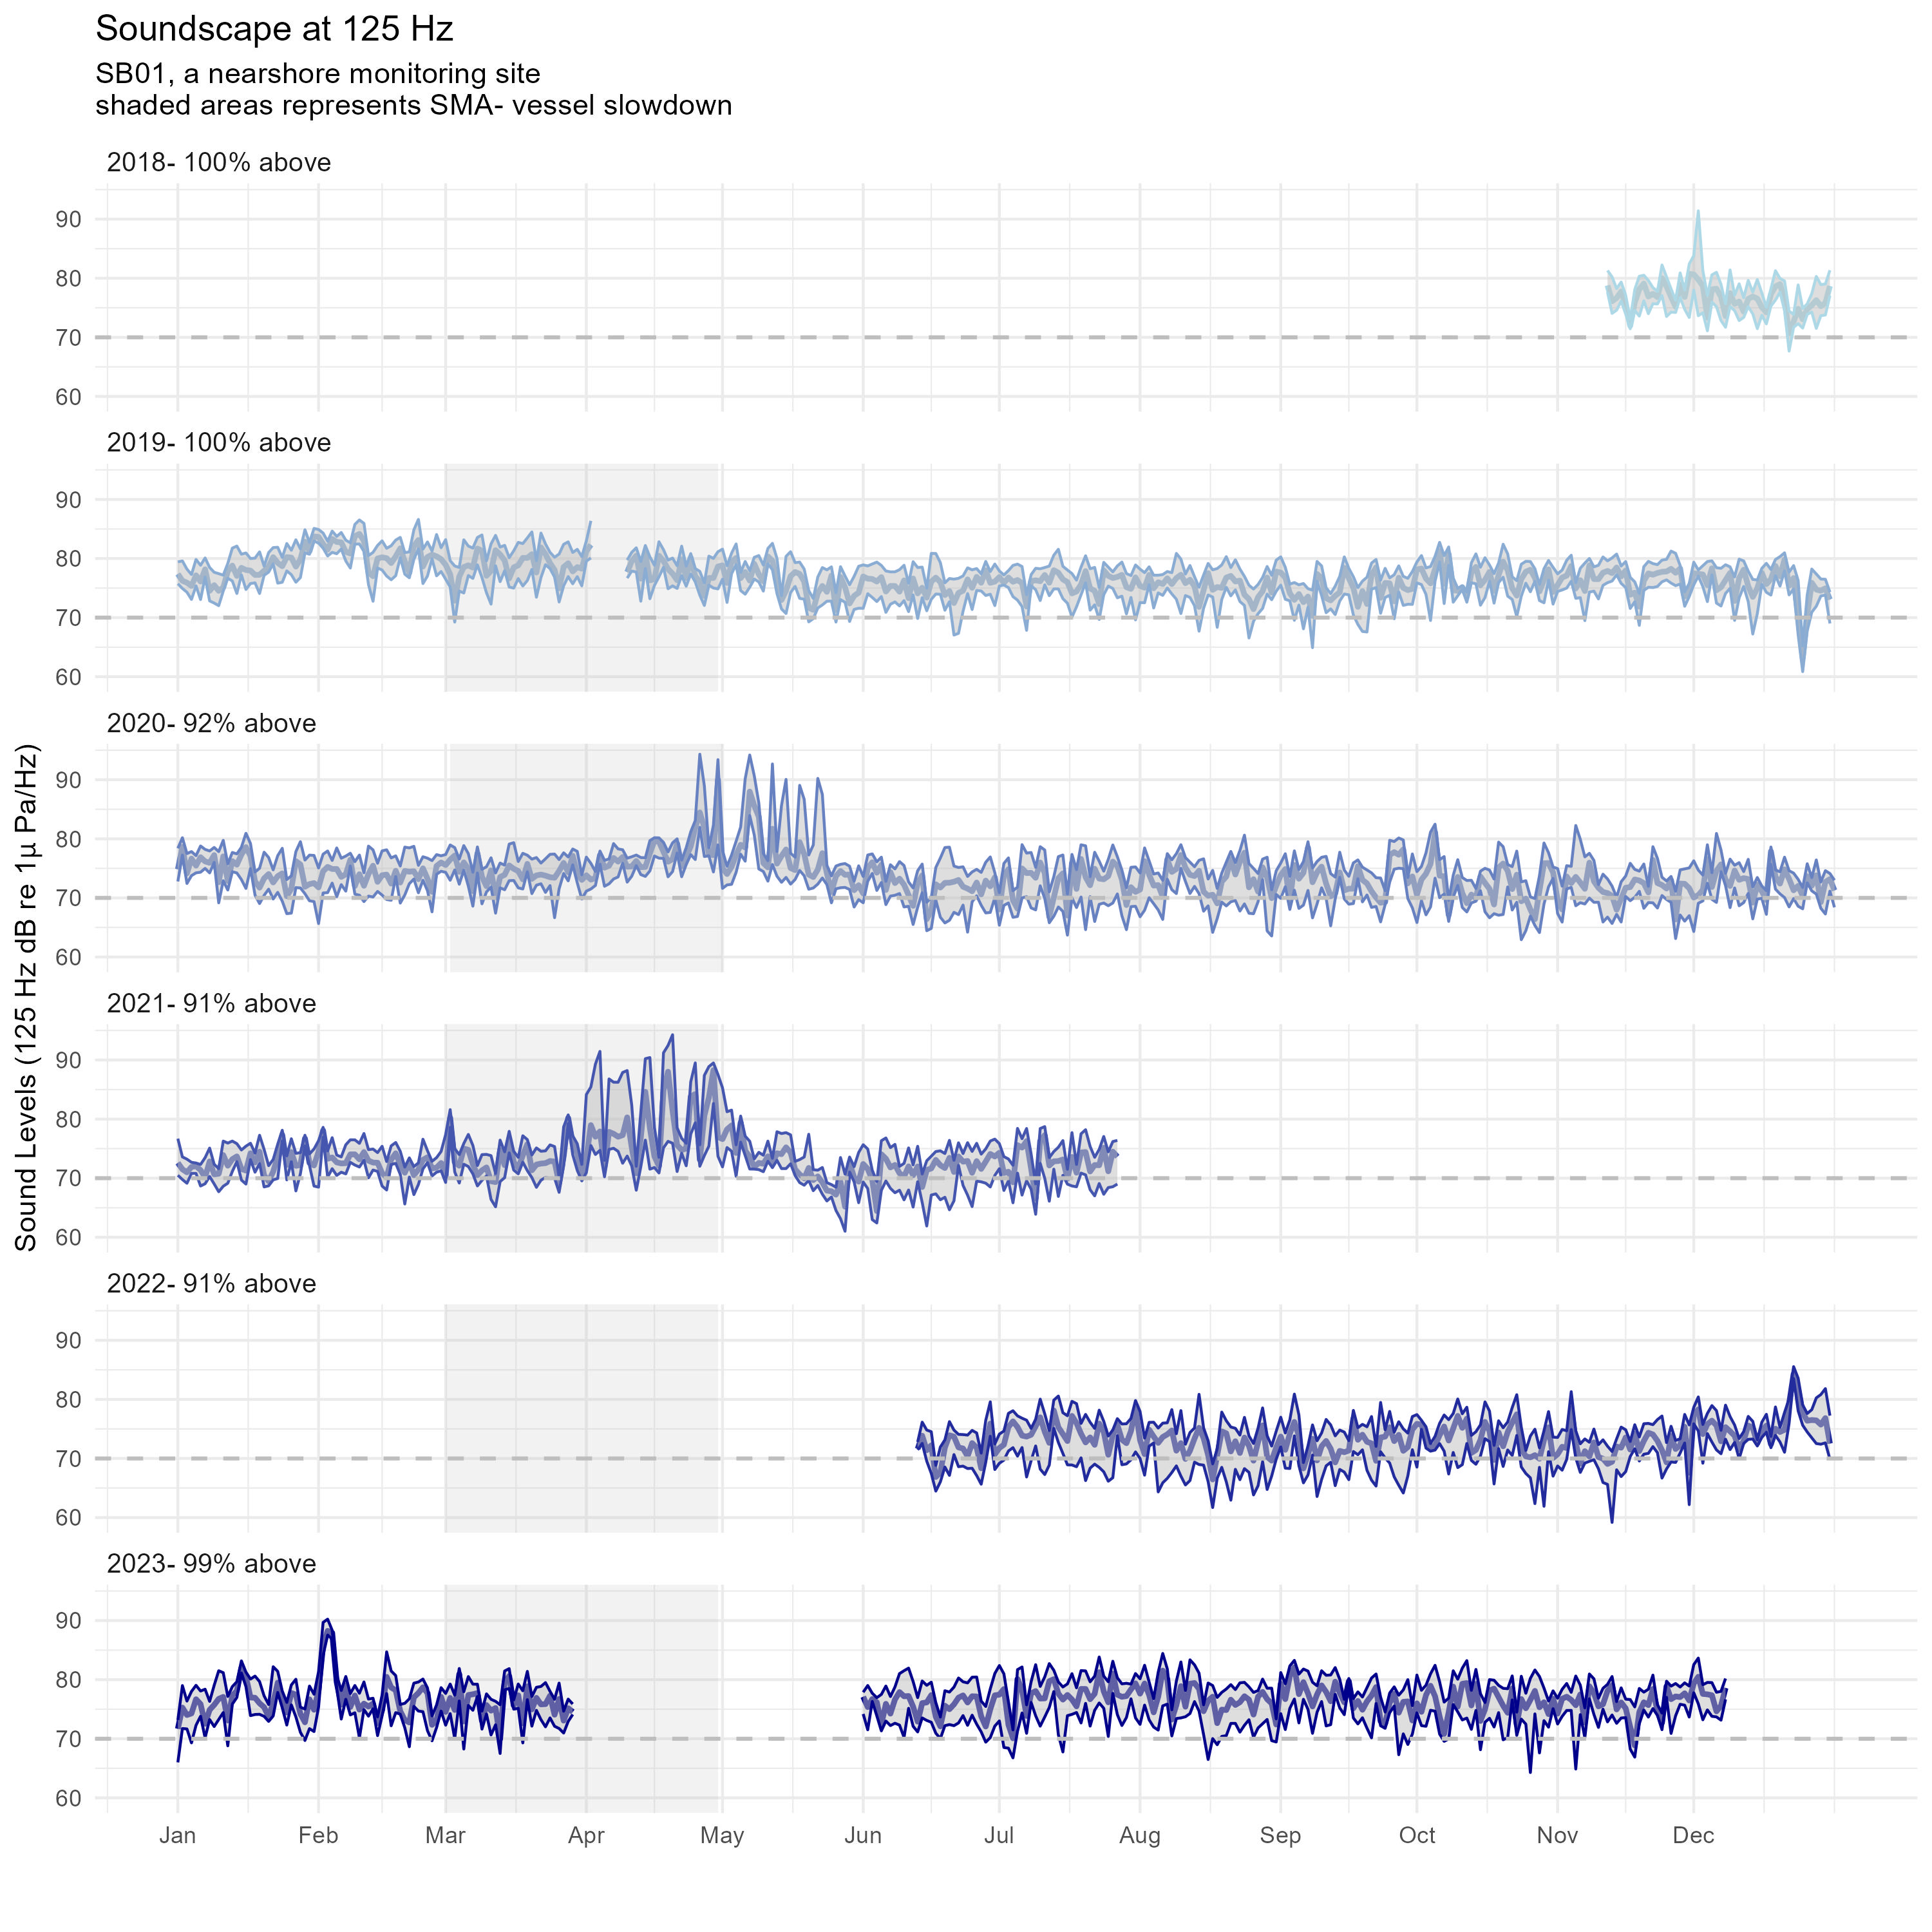 Soundscape at 125 Hz
SB01, a nearshore monitoring site
shaded areas represents SMA- vessel slowdown
Sound Levels (125 Hz dB re 1µ Pa/Hz)
2018- 100% above
90
80
70
60
2019- 100% above
90
80
70
60
2020- 92% above
90
80
70
60
2021- 91% above
90
80
70
60
2022- 91% above
90
80
70
60
2023- 99% above
90
80
70
60
Jan Feb Mar Apr May Jun Jul Aug Sep Oct Nov Dec